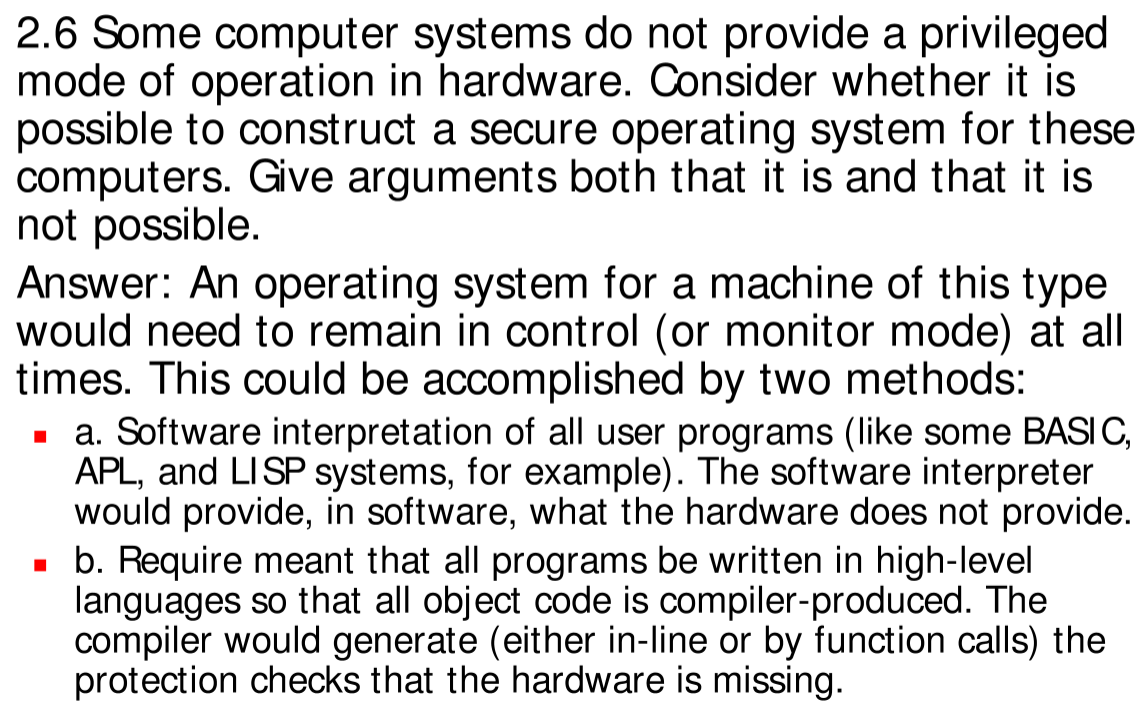 2.6 Some computer systems do not provide a privileged
mode of operation in hardware. Consider whether it is
possible to construct a secure operating system for these
computers. Give arguments both that it is and that it is
not possible.
Answer: An operating system for a machine of this type
would need to remain in control (or monitor mode) at all
times. This could be accomplished by two methods:
a. Software interpretation of all user programs (like some BASIC,
APL, and LISP systems, for example). The software interpreter
would provide, in software, what the hardware does not provide.
b. Require meant that all programs be written in high-level
languages so that all object code is compiler-produced. The
compiler would generate (either in-line or by function calls) the
protection checks that the hardware is missing.